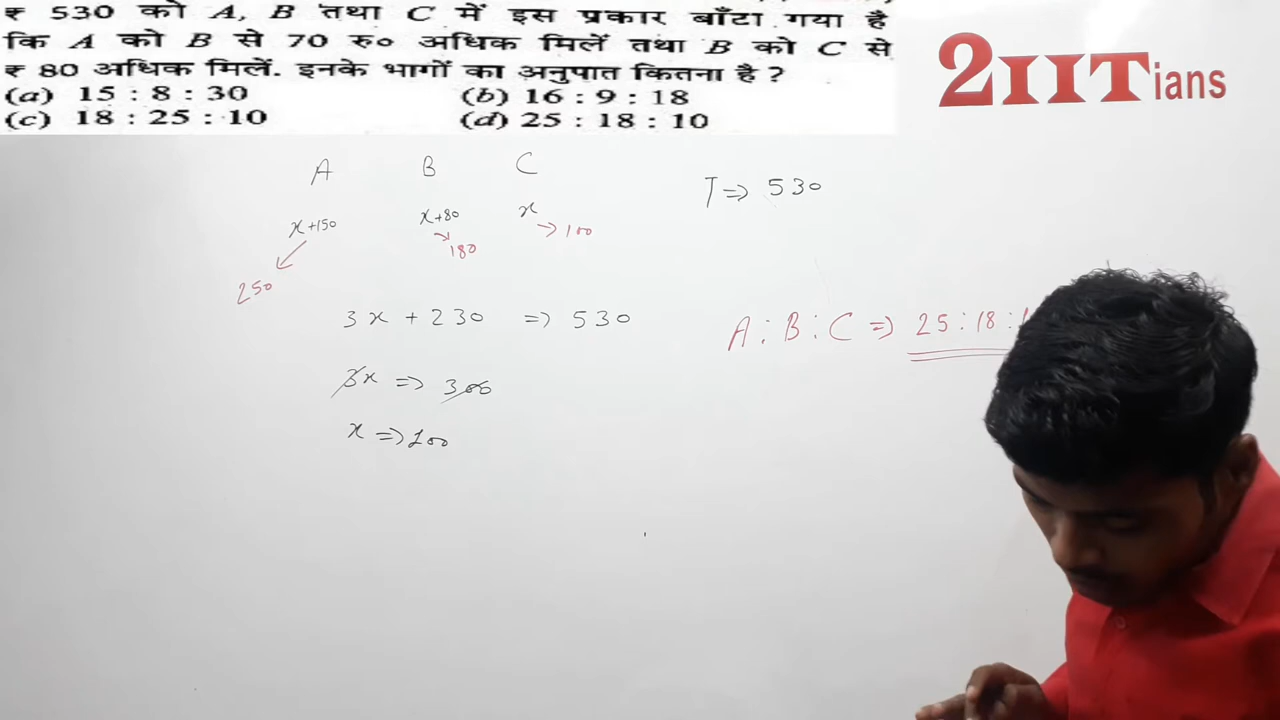 ₹ 530 को A, B तथा C में इस प्रकार बाँटा गया है
कि A को B से 70 रु० अधिक मिलें तथा B को C से
₹ 80 अधिक मिलें. इनके भागों का अनुपात कितना है ?
(a) 15 : 8 : 30 (b) 16 : 9 : 18
(c) 18 : 25 : 10 (d) 25 : 18 : 10
2IITians
A B C
T => 530
x+150 x+80 x
250 180 100
3x + 230 => 530
A : B : C => 25 : 18 :
3x => 300
x => 100